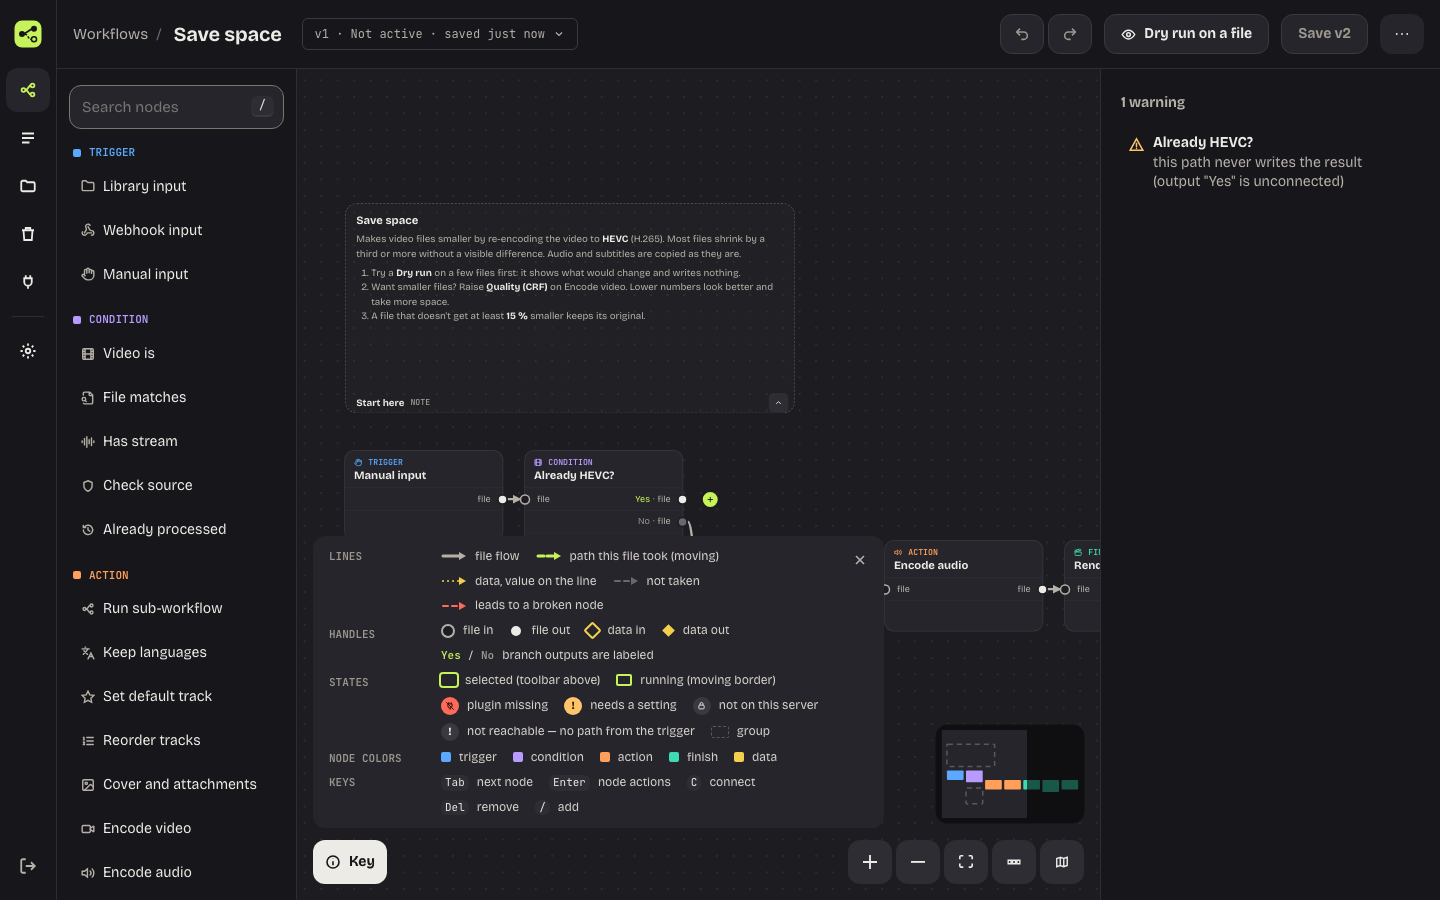 Workflows / Save space
v1 · Not active · saved just now
Dry run on a file
Save v2
Search nodes /
TRIGGER
Library input
Webhook input
Manual input
CONDITION
Video is
File matches
Has stream
Check source
Already processed
ACTION
Run sub-workflow
Keep languages
Set default track
Reorder tracks
Cover and attachments
Encode video
Encode audio
Save space
Makes video files smaller by re-encoding the video to HEVC (H.265). Most files shrink by a
third or more without a visible difference. Audio and subtitles are copied as they are.
1. Try a Dry run on a few files first: it shows what would change and writes nothing.
2. Want smaller files? Raise Quality (CRF) on Encode video. Lower numbers look better and
take more space.
3. A file that doesn't get at least 15 % smaller keeps its original.
Start here NOTE
TRIGGER
Manual input
file
CONDITION
Already HEVC?
file Yes · file
No · file
ACTION
Encode audio
file file
file
LINES
file flow path this file took (moving)
data, value on the line not taken
leads to a broken node
HANDLES
file in file out data in data out
Yes / No branch outputs are labeled
STATES
selected (toolbar above) running (moving border)
plugin missing needs a setting not on this server
not reachable — no path from the trigger group
NODE COLORS
trigger condition action finish data
KEYS
Tab next node Enter node actions C connect
Del remove / add
Key
1 warning
Already HEVC?
this path never writes the result
(output "Yes" is unconnected)